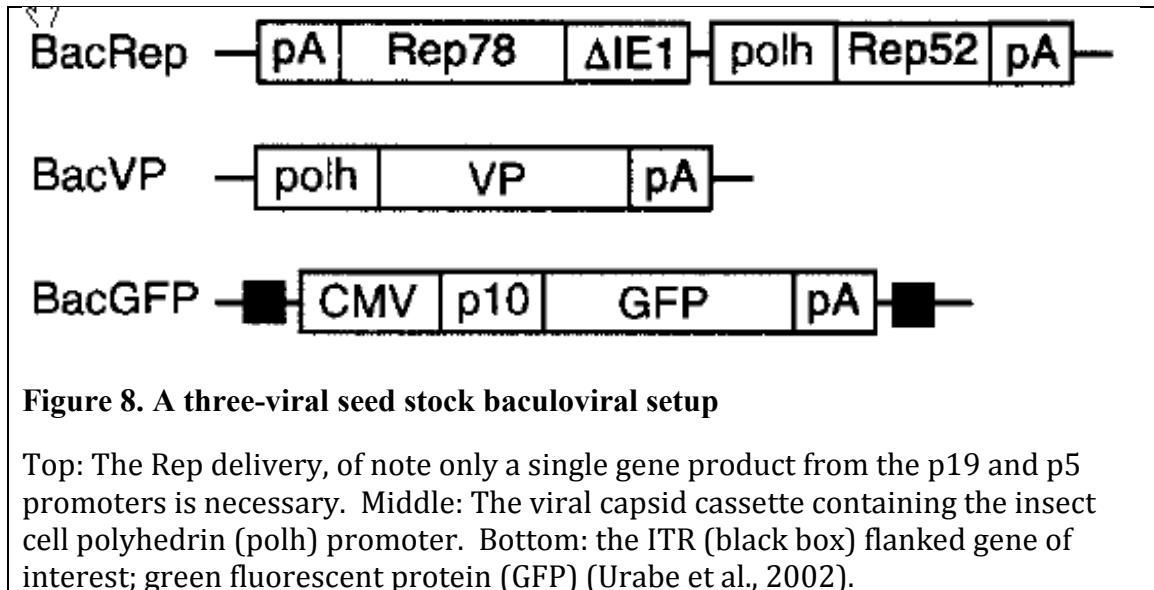 BacRep pA Rep78 ΔIE1 polh Rep52 pA
BacVP polh VP pA
BacGFP CMV p10 GFP pA
Figure 8. A three-viral seed stock baculoviral setup
Top: The Rep delivery, of note only a single gene product from the p19 and p5
promoters is necessary.  Middle: The viral capsid cassette containing the insect
cell polyhedrin (polh) promoter.  Bottom: the ITR (black box) flanked gene of
interest; green fluorescent protein (GFP) (Urabe et al., 2002).